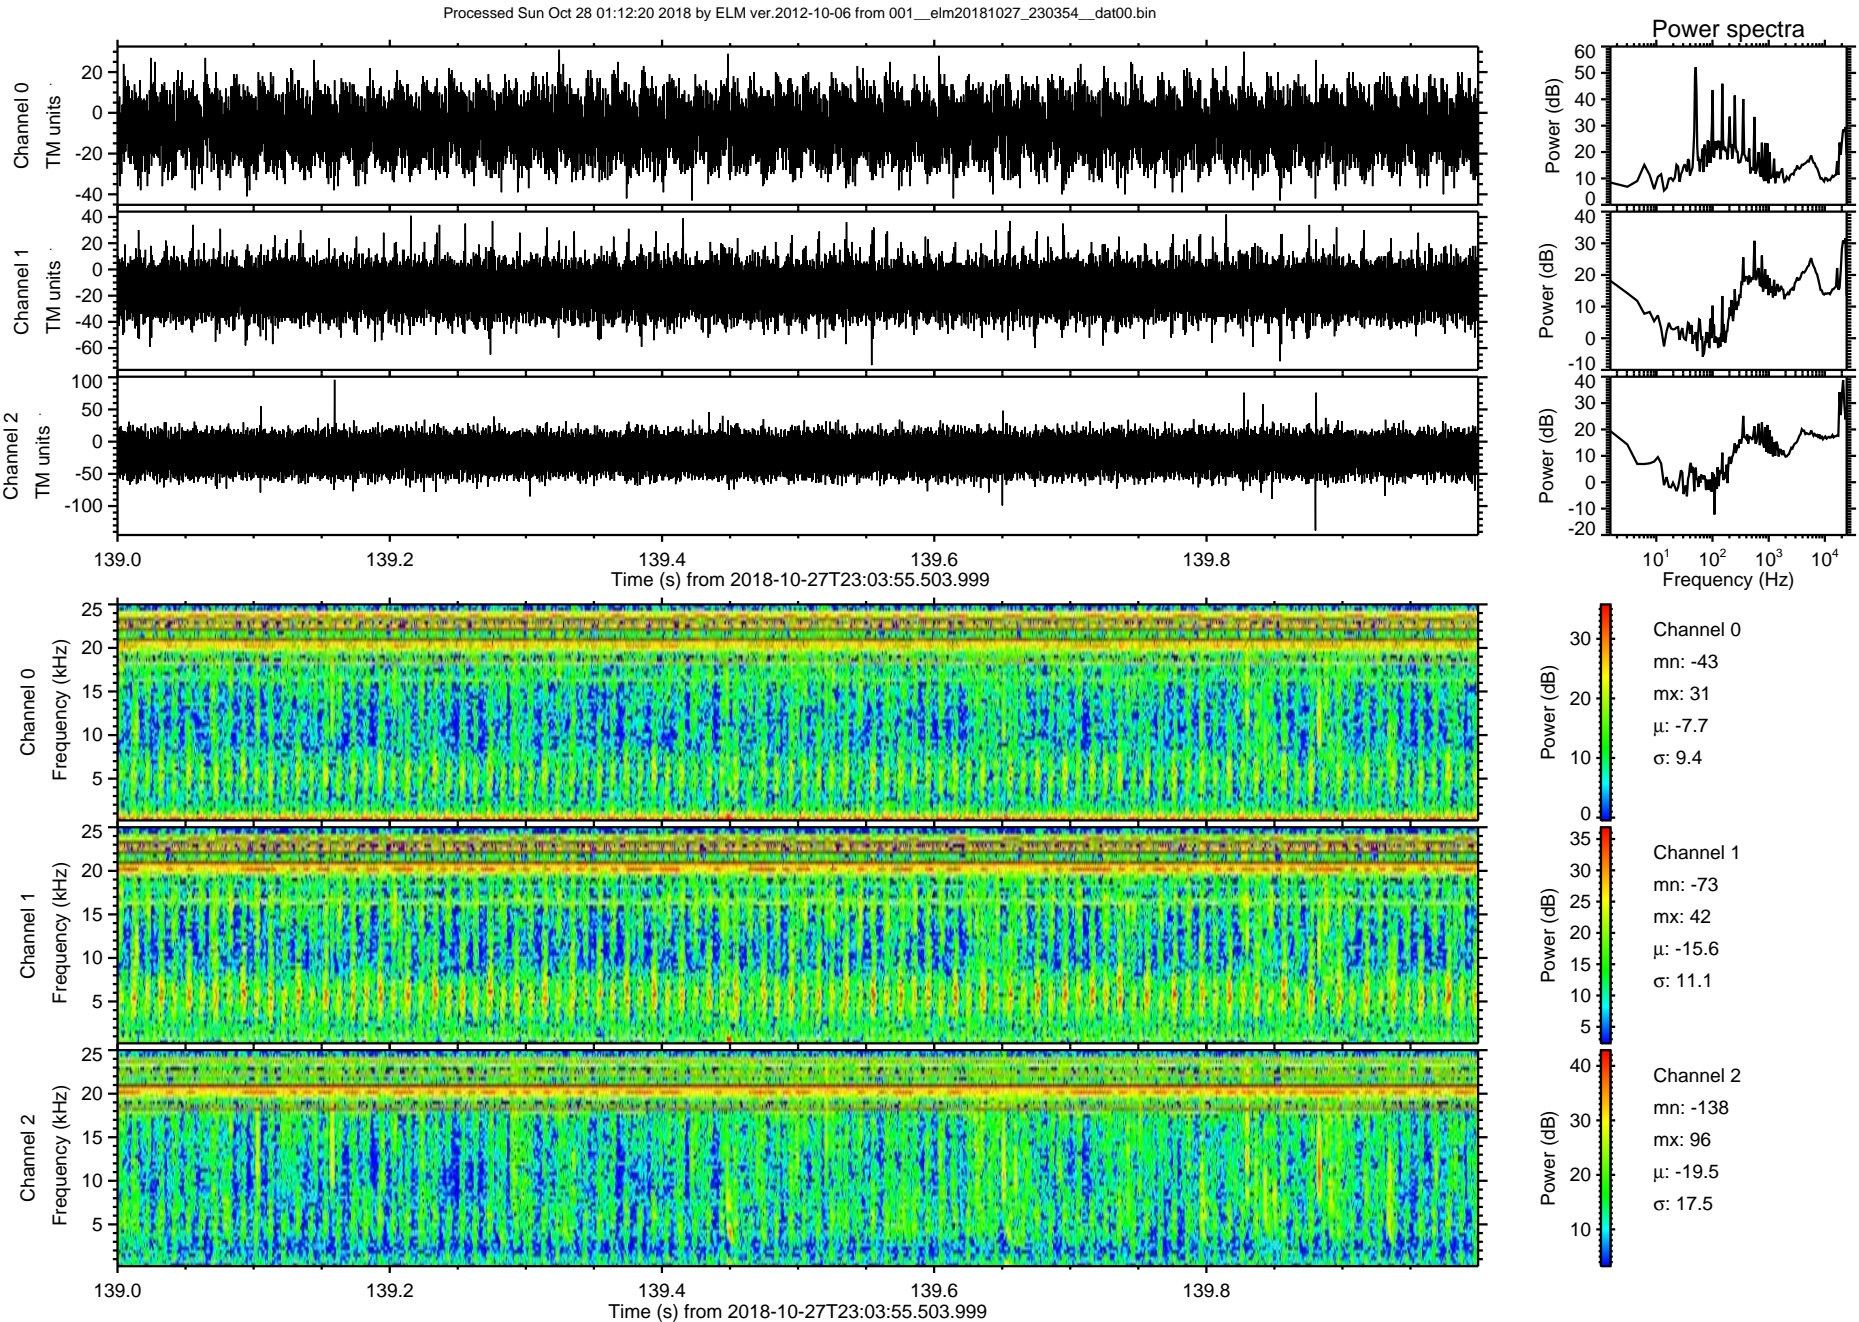 Processed Sun Oct 28 01:12:20 2018 by ELM ver.2012-10-06 from 001__elm20181027_230354__dat00.bin
Power spectra
Channel 0
TM units
20
0
-20
-40
Power (dB)
60
50
40
30
20
10
0
Channel 1
TM units
40
20
0
-20
-40
-60
Power (dB)
40
30
20
10
0
-10
Channel 2
TM units
100
50
0
-50
-100
Power (dB)
40
30
20
10
0
-10
-20
139.0 139.2 139.4 139.6 139.8
Time (s) from 2018-10-27T23:03:55.503.999
10^1 10^2 10^3 10^4
Frequency (Hz)
Channel 0
Frequency (kHz)
25
20
15
10
5
Power (dB)
30
20
10
0
Channel 0
mn: -43
mx: 31
μ: -7.7
σ: 9.4
Channel 1
Frequency (kHz)
25
20
15
10
5
Power (dB)
35
30
25
20
15
10
5
Channel 1
mn: -73
mx: 42
μ: -15.6
σ: 11.1
Channel 2
Frequency (kHz)
25
20
15
10
5
Power (dB)
40
30
20
10
Channel 2
mn: -138
mx: 96
μ: -19.5
σ: 17.5
139.0 139.2 139.4 139.6 139.8
Time (s) from 2018-10-27T23:03:55.503.999